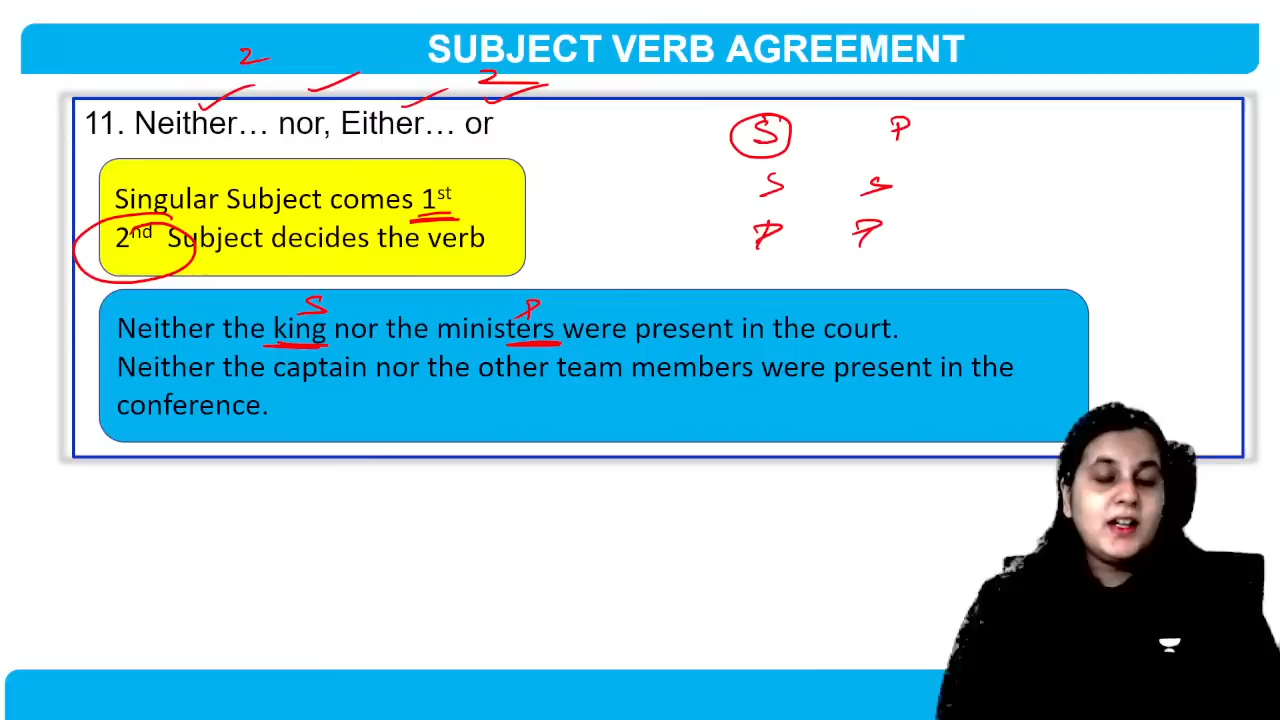 SUBJECT VERB AGREEMENT
2 2
11. Neither… nor, Either… or
S P
Singular Subject comes 1st
S S
2nd Subject decides the verb
P P
S P
Neither the king nor the ministers were present in the court.
Neither the captain nor the other team members were present in the
conference.